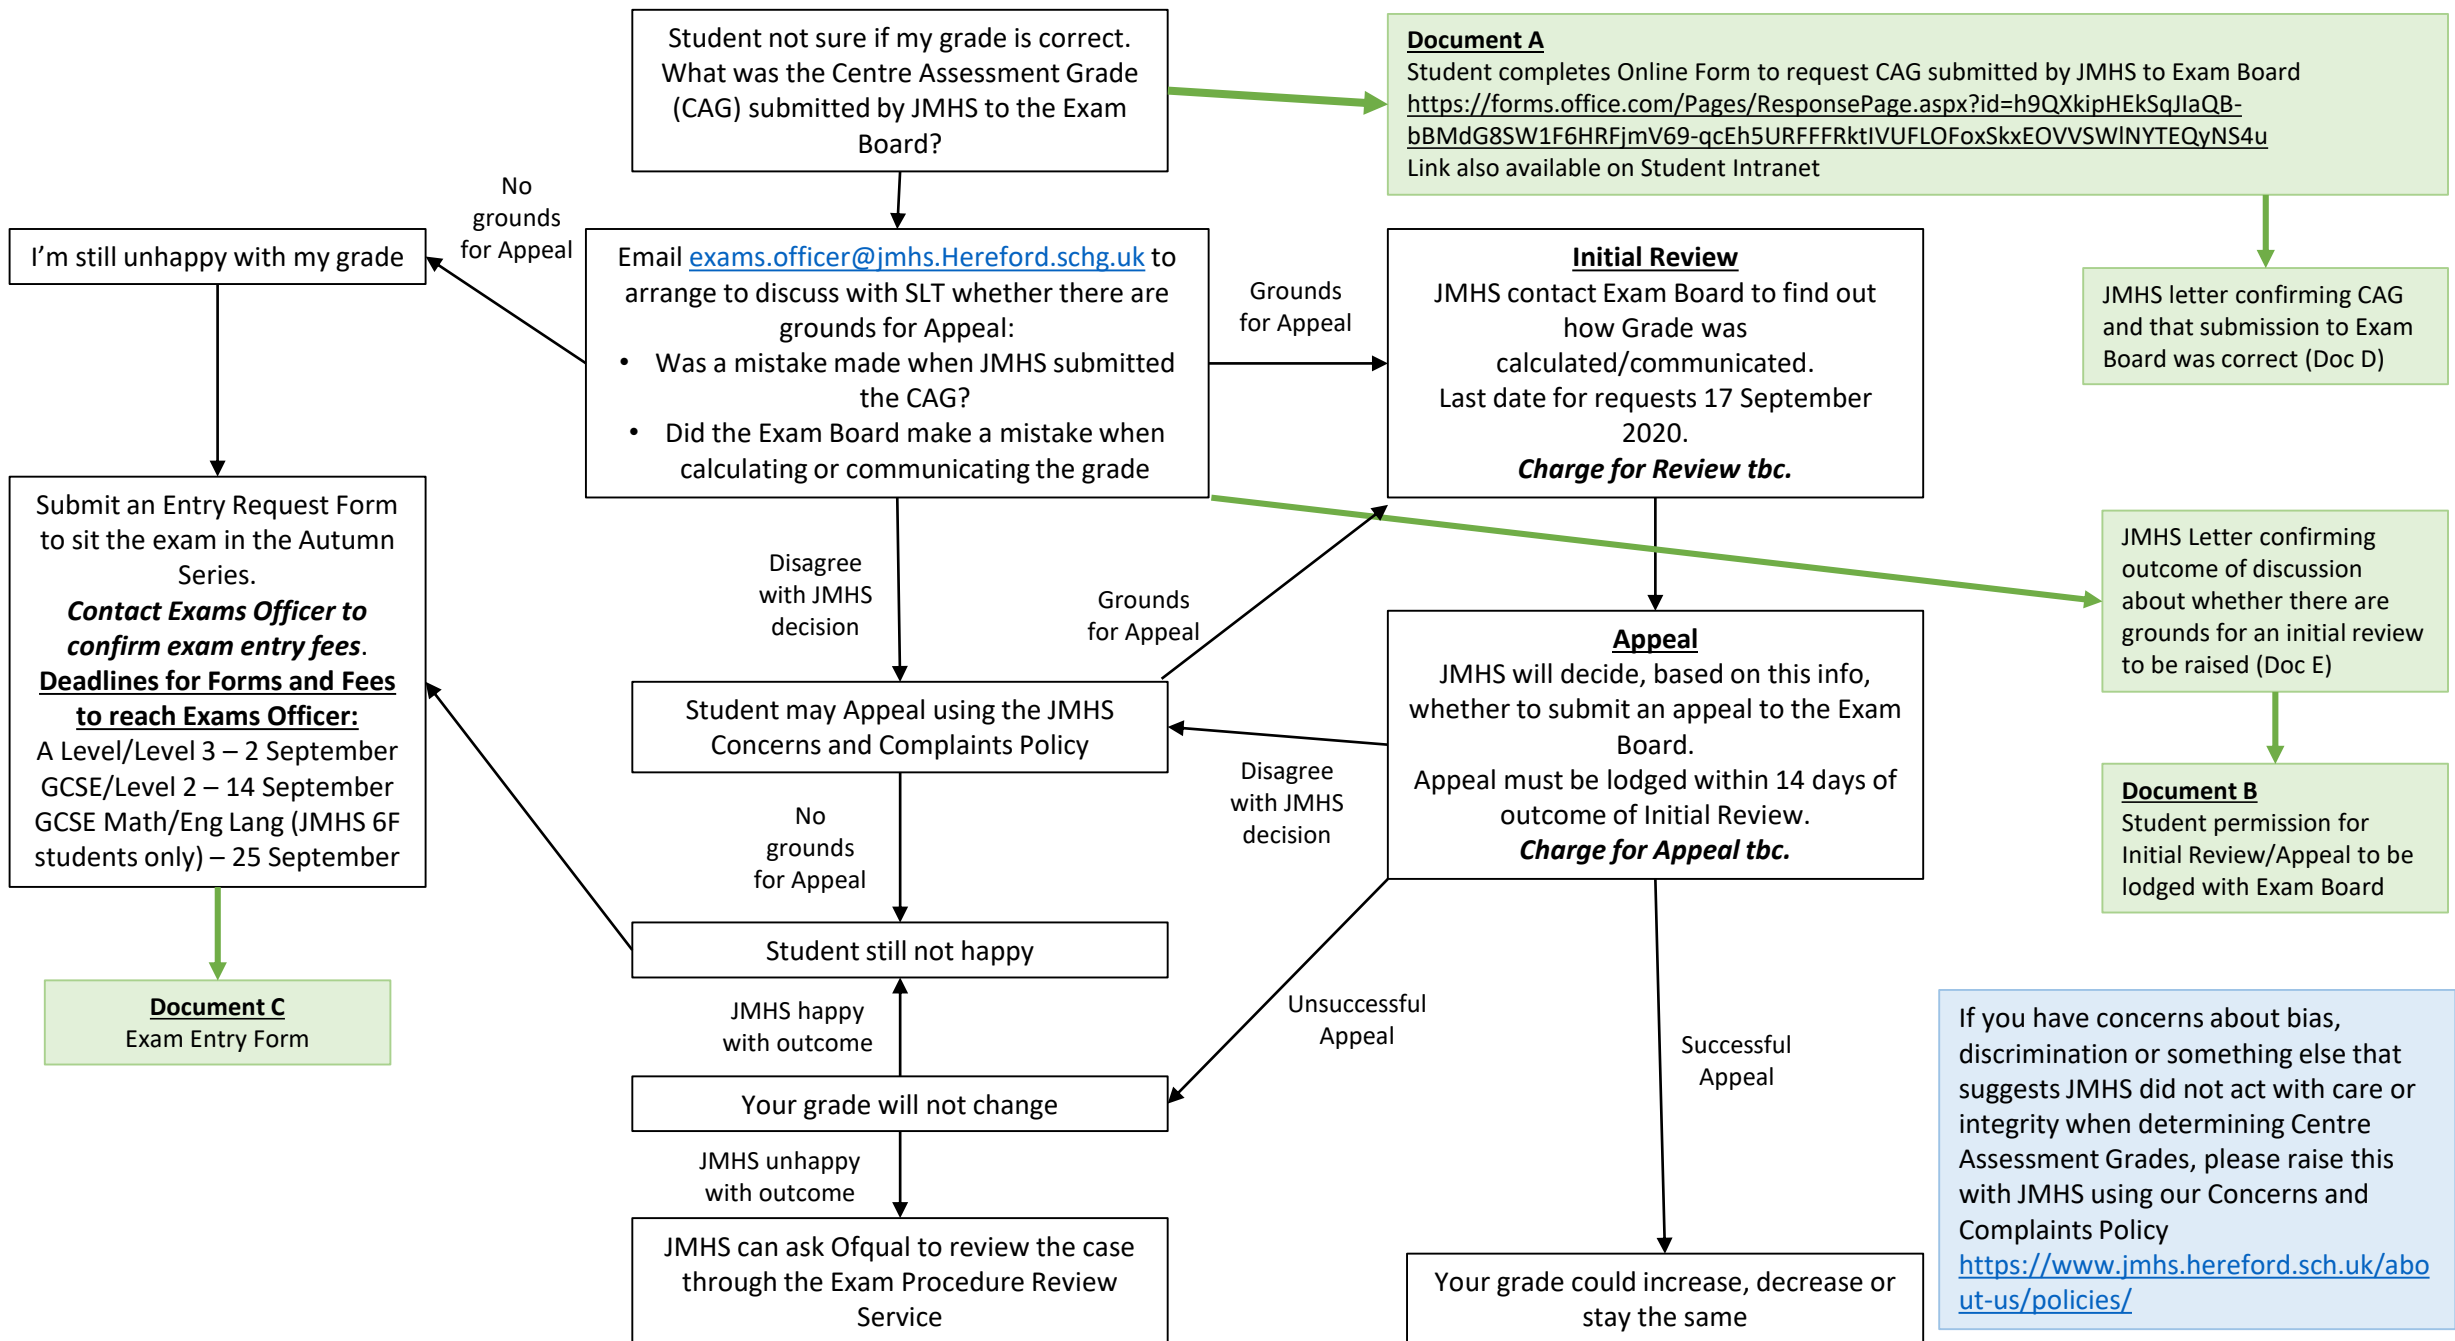 Student not sure if my grade is correct.
What was the Centre Assessment Grade
(CAG) submitted by JMHS to the Exam
Board?
Document A
Student completes Online Form to request CAG submitted by JMHS to Exam Board
https://forms.office.com/Pages/ResponsePage.aspx?id=h9QXkipHEkSqJIaQB-
bBMdG8SW1F6HRFjmV69-qcEh5URFFFRktIVUFLOFoxSkxEOVVSWlNYTEQyNS4u
Link also available on Student Intranet
No
grounds
for Appeal
I'm still unhappy with my grade
Email exams.officer@jmhs.Hereford.schg.uk to
arrange to discuss with SLT whether there are
grounds for Appeal:
• Was a mistake made when JMHS submitted
the CAG?
• Did the Exam Board make a mistake when
calculating or communicating the grade
Grounds
for Appeal
Initial Review
JMHS contact Exam Board to find out
how Grade was
calculated/communicated.
Last date for requests 17 September
2020.
Charge for Review tbc.
JMHS letter confirming CAG
and that submission to Exam
Board was correct (Doc D)
Submit an Entry Request Form
to sit the exam in the Autumn
Series.
Contact Exams Officer to
confirm exam entry fees.
Deadlines for Forms and Fees
to reach Exams Officer:
A Level/Level 3 – 2 September
GCSE/Level 2 – 14 September
GCSE Math/Eng Lang (JMHS 6F
students only) – 25 September
Disagree
with JMHS
decision
Grounds
for Appeal
JMHS Letter confirming
outcome of discussion
about whether there are
grounds for an initial review
to be raised (Doc E)
Student may Appeal using the JMHS
Concerns and Complaints Policy
Appeal
JMHS will decide, based on this info,
whether to submit an appeal to the Exam
Board.
Appeal must be lodged within 14 days of
outcome of Initial Review.
Charge for Appeal tbc.
Disagree
with JMHS
decision
No
grounds
for Appeal
Document B
Student permission for
Initial Review/Appeal to be
lodged with Exam Board
Student still not happy
Document C
Exam Entry Form
JMHS happy
with outcome
Unsuccessful
Appeal
Successful
Appeal
Your grade will not change
JMHS unhappy
with outcome
JMHS can ask Ofqual to review the case
through the Exam Procedure Review
Service
Your grade could increase, decrease or
stay the same
If you have concerns about bias,
discrimination or something else that
suggests JMHS did not act with care or
integrity when determining Centre
Assessment Grades, please raise this
with JMHS using our Concerns and
Complaints Policy
https://www.jmhs.hereford.sch.uk/abo
ut-us/policies/